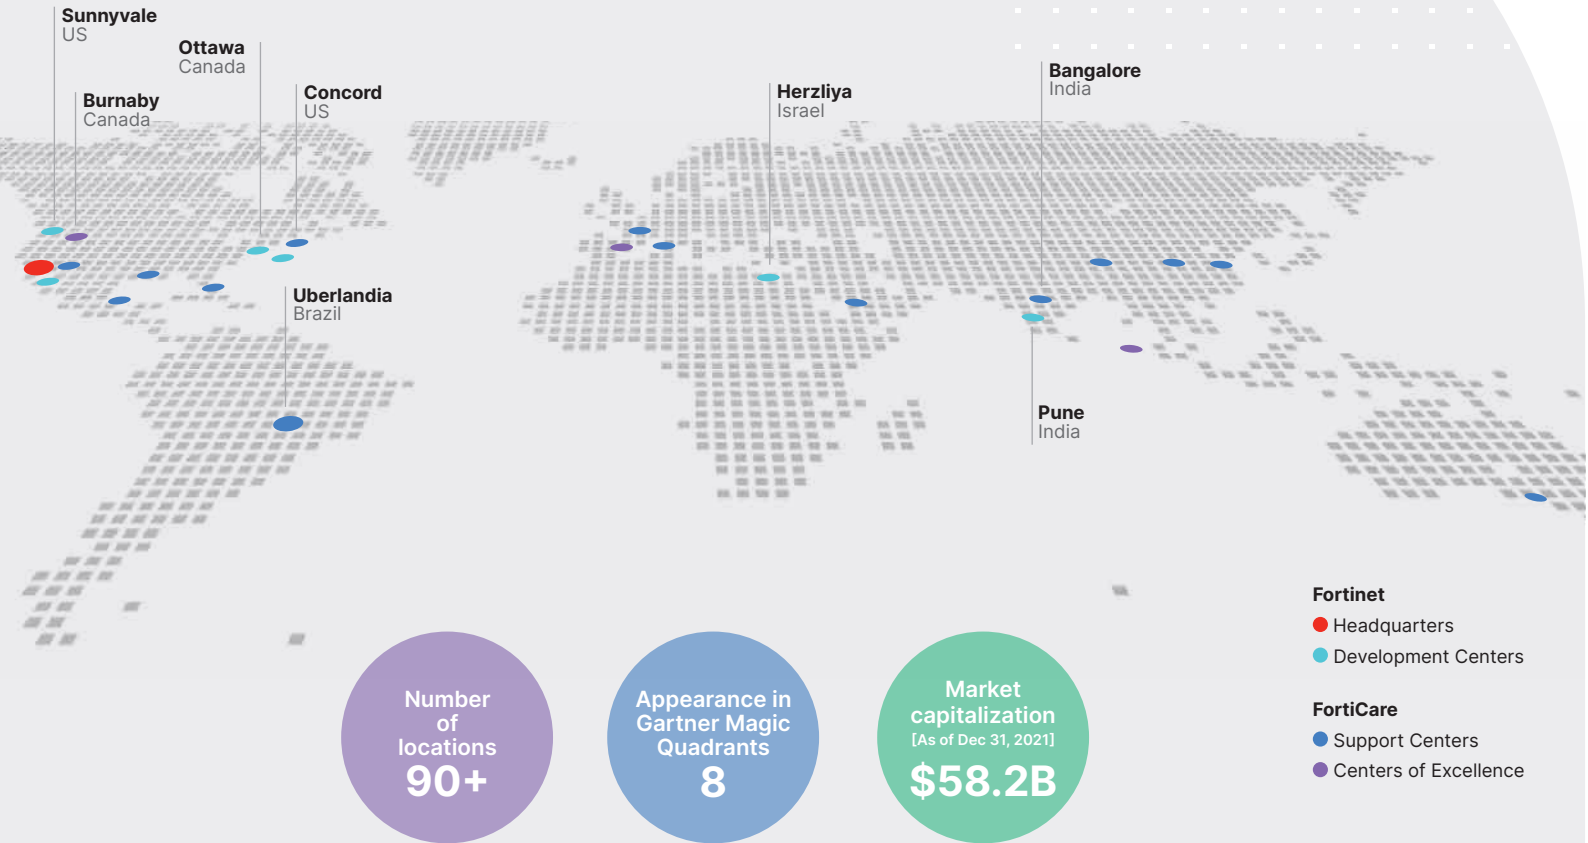 Sunnyvale
US
Ottawa
Canada
Burnaby
Canada
Concord
US
Herzliya
Israel
Bangalore
India
Uberlandia
Brazil
Pune
India
Fortinet
Headquarters
Development Centers
FortiCare
Support Centers
Centers of Excellence
Number
of
locations
90+
Appearance in
Gartner Magic
Quadrants
8
Market
capitalization
[As of Dec 31, 2021]
$58.2B